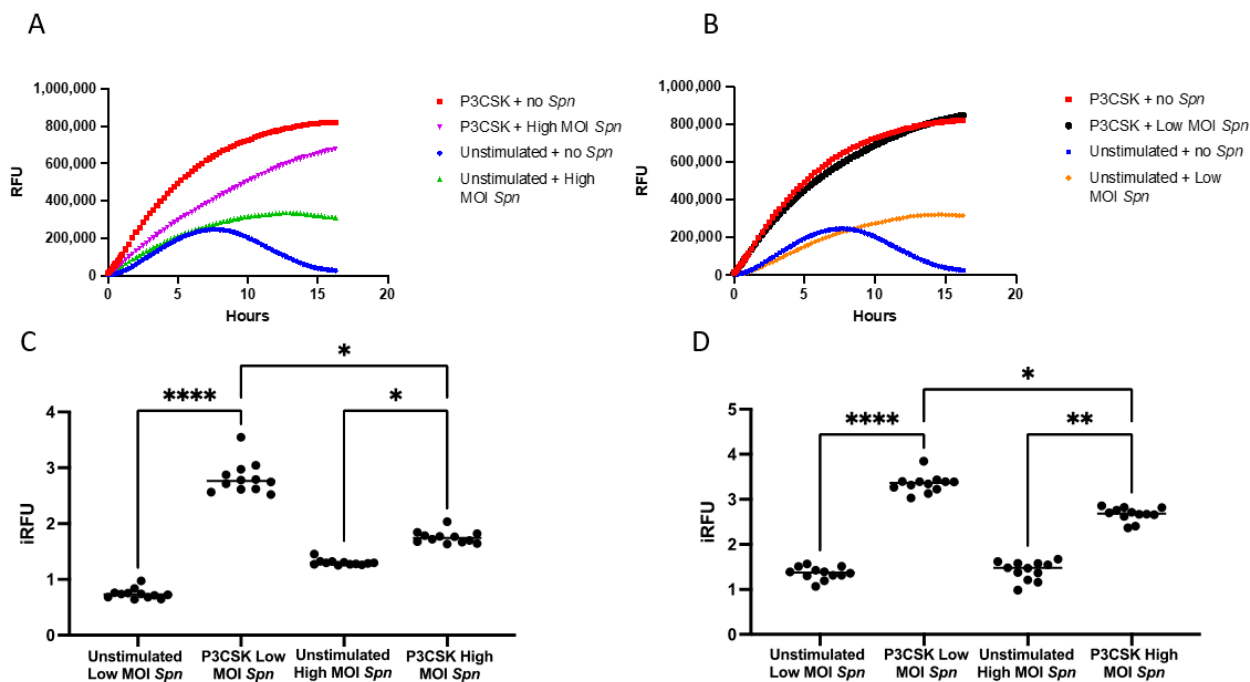 A
1,000,000
800,000
600,000
400,000
200,000
0
RFU
0
5
10
15
20
Hours
P3CSK + no Spn
P3CSK + High MOI Spn
Unstimulated + no Spn
Unstimulated + High
MOI Spn
B
1,000,000
800,000
600,000
400,000
200,000
0
RFU
0
5
10
15
20
Hours
P3CSK + no Spn
P3CSK + Low MOI Spn
Unstimulated + no Spn
Unstimulated + Low
MOI Spn
C
*
****
*
4
3
2
1
0
iRFU
Unstimulated
Low MOI Spn
P3CSK Low
MOI Spn
Unstimulated
High MOI Spn
P3CSK High
MOI Spn
D
*
****
**
5
4
3
2
1
0
iRFU
Unstimulated
Low MOI Spn
P3CSK Low
MOI Spn
Unstimulated
High MOI Spn
P3CSK High
MOI Spn